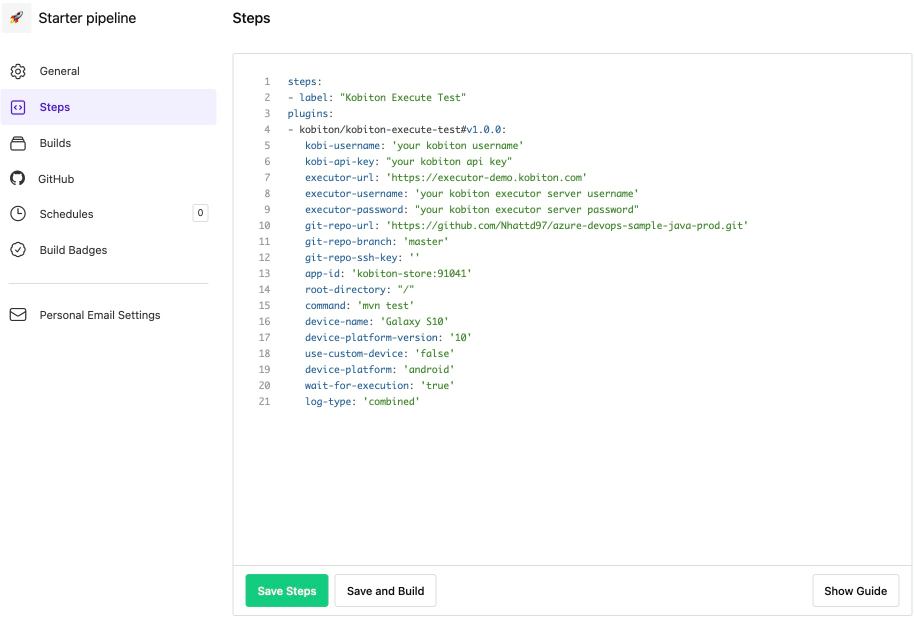 Starter pipeline
General
Steps
Builds
GitHub
Schedules 0
Build Badges
Personal Email Settings
Steps
1 steps:
2 - label: "Kobiton Execute Test"
3 plugins:
4 - kobiton/kobiton-execute-test#v1.0.0:
5 kobi-username: 'your kobiton username'
6 kobi-api-key: "your kobiton api key"
7 executor-url: 'https://executor-demo.kobiton.com'
8 executor-username: 'your kobiton executor server username'
9 executor-password: "your kobiton executor server password"
10 git-repo-url: 'https://github.com/Nhattd97/azure-devops-sample-java-prod.git'
11 git-repo-branch: 'master'
12 git-repo-ssh-key: ''
13 app-id: 'kobiton-store:91041'
14 root-directory: "/"
15 command: 'mvn test'
16 device-name: 'Galaxy S10'
17 device-platform-version: '10'
18 use-custom-device: 'false'
19 device-platform: 'android'
20 wait-for-execution: 'true'
21 log-type: 'combined'
Save Steps
Save and Build
Show Guide